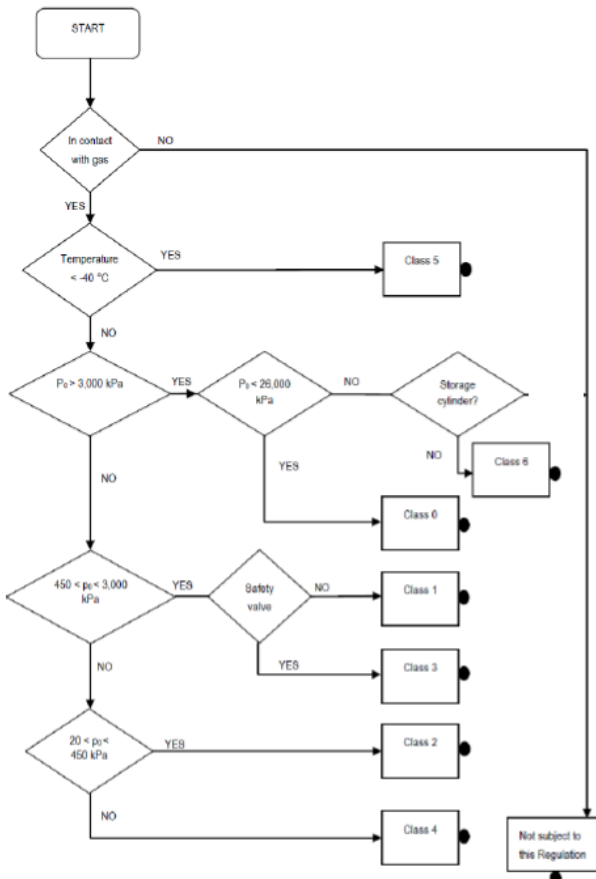 START
In contact
with gas
NO
YES
Temperature
< -40 °C
YES
Class 5
NO
P₀ > 3,000 kPa
YES
P₀ < 26,000
kPa
NO
Storage
cylinder?
NO
Class 6
YES
NO
Class 0
450 < p₀ < 3,000
kPa
YES
Safety
valve
NO
Class 1
YES
Class 3
NO
20 < p₀ <
450 kPa
YES
Class 2
NO
Class 4
Not subject to
this Regulation